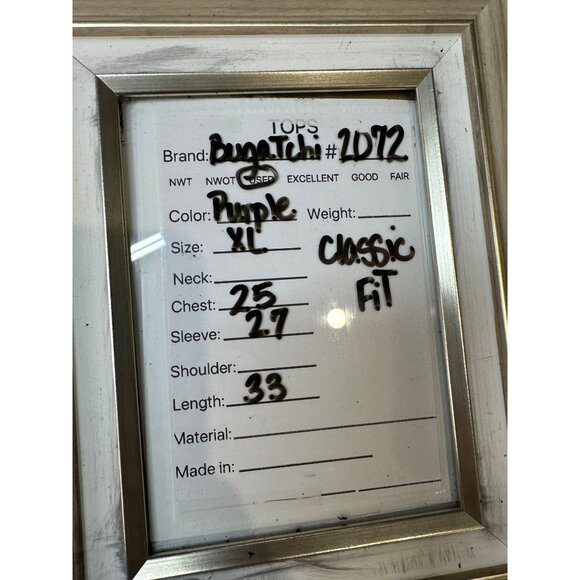 TOPS
Brand: Bugatchi # 2D72
NWT NWOT USED EXCELLENT GOOD FAIR
Color: Purple Weight:
Size: XL Classic
Neck: FiT
Chest: 25
Sleeve: 27
Shoulder:
Length: 33
Material:
Made in: